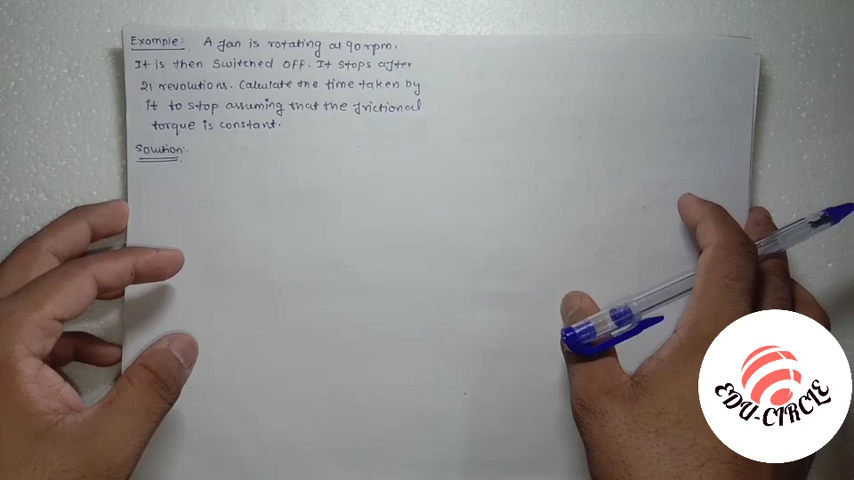 Example: A fan is rotating at 90 rpm.
It is then switched OFF. It stops after
21 revolutions. Calculate the time taken by
it to stop assuming that the frictional
torque is constant.
Solution:
EDU-CIRCLE